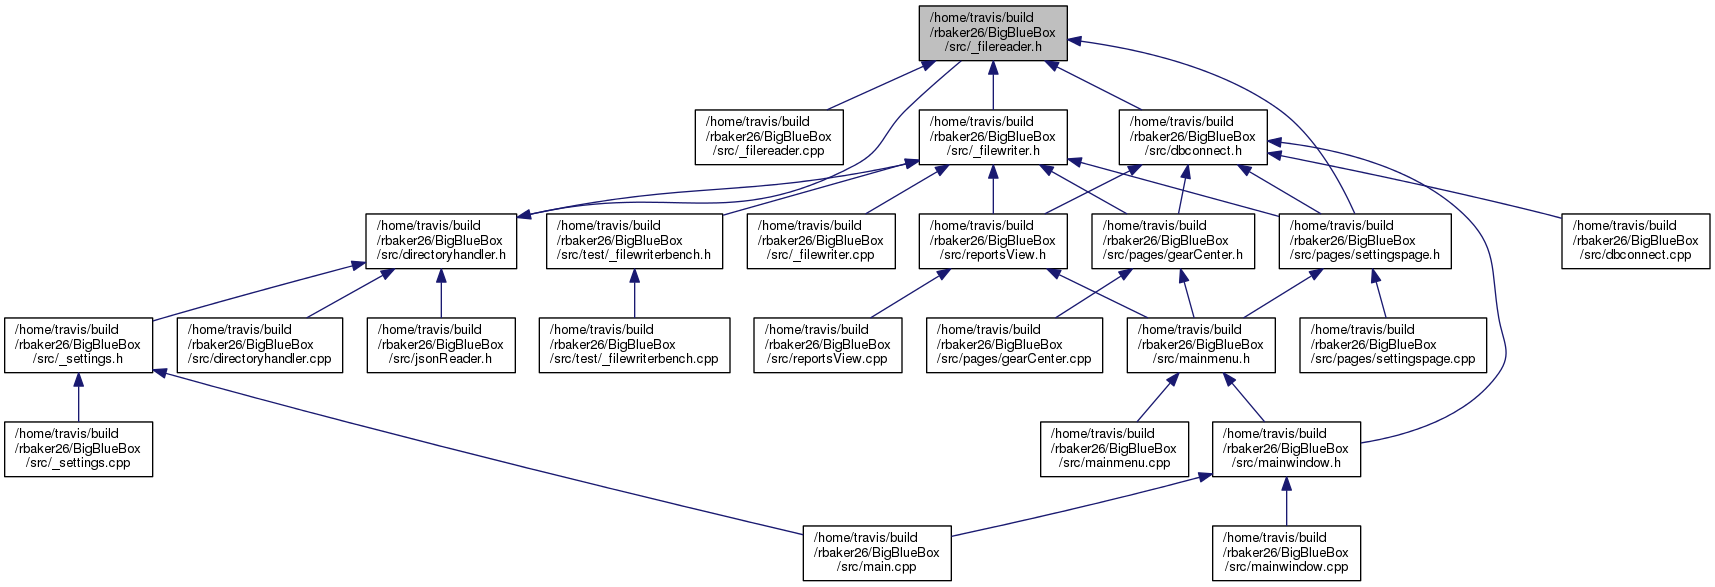 /home/travis/build
/rbaker26/BigBlueBox
/src/_filereader.h
/home/travis/build
/rbaker26/BigBlueBox
/src/_filereader.cpp
/home/travis/build
/rbaker26/BigBlueBox
/src/_filewriter.h
/home/travis/build
/rbaker26/BigBlueBox
/src/dbconnect.h
/home/travis/build
/rbaker26/BigBlueBox
/src/directoryhandler.h
/home/travis/build
/rbaker26/BigBlueBox
/src/test/_filewriterbench.h
/home/travis/build
/rbaker26/BigBlueBox
/src/_filewriter.cpp
/home/travis/build
/rbaker26/BigBlueBox
/src/reportsView.h
/home/travis/build
/rbaker26/BigBlueBox
/src/pages/gearCenter.h
/home/travis/build
/rbaker26/BigBlueBox
/src/pages/settingspage.h
/home/travis/build
/rbaker26/BigBlueBox
/src/dbconnect.cpp
/home/travis/build
/rbaker26/BigBlueBox
/src/_settings.h
/home/travis/build
/rbaker26/BigBlueBox
/src/directoryhandler.cpp
/home/travis/build
/rbaker26/BigBlueBox
/src/jsonReader.h
/home/travis/build
/rbaker26/BigBlueBox
/src/test/_filewriterbench.cpp
/home/travis/build
/rbaker26/BigBlueBox
/src/reportsView.cpp
/home/travis/build
/rbaker26/BigBlueBox
/src/pages/gearCenter.cpp
/home/travis/build
/rbaker26/BigBlueBox
/src/mainmenu.h
/home/travis/build
/rbaker26/BigBlueBox
/src/pages/settingspage.cpp
/home/travis/build
/rbaker26/BigBlueBox
/src/_settings.cpp
/home/travis/build
/rbaker26/BigBlueBox
/src/mainmenu.cpp
/home/travis/build
/rbaker26/BigBlueBox
/src/mainwindow.h
/home/travis/build
/rbaker26/BigBlueBox
/src/main.cpp
/home/travis/build
/rbaker26/BigBlueBox
/src/mainwindow.cpp